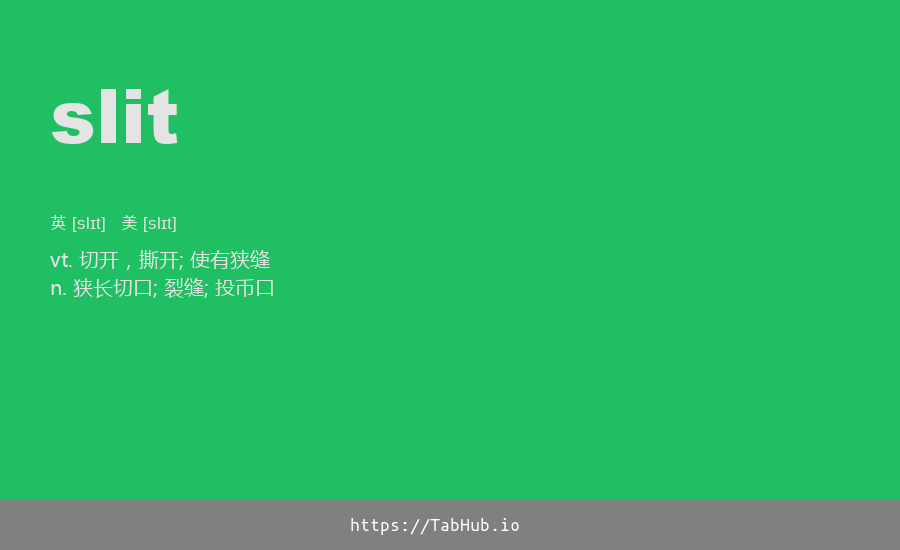 slit
英 [slɪt] 美 [slɪt]
vt. 切开，撕开; 使有狭缝
n. 狭长切口; 裂缝; 投币口
https://TabHub.io